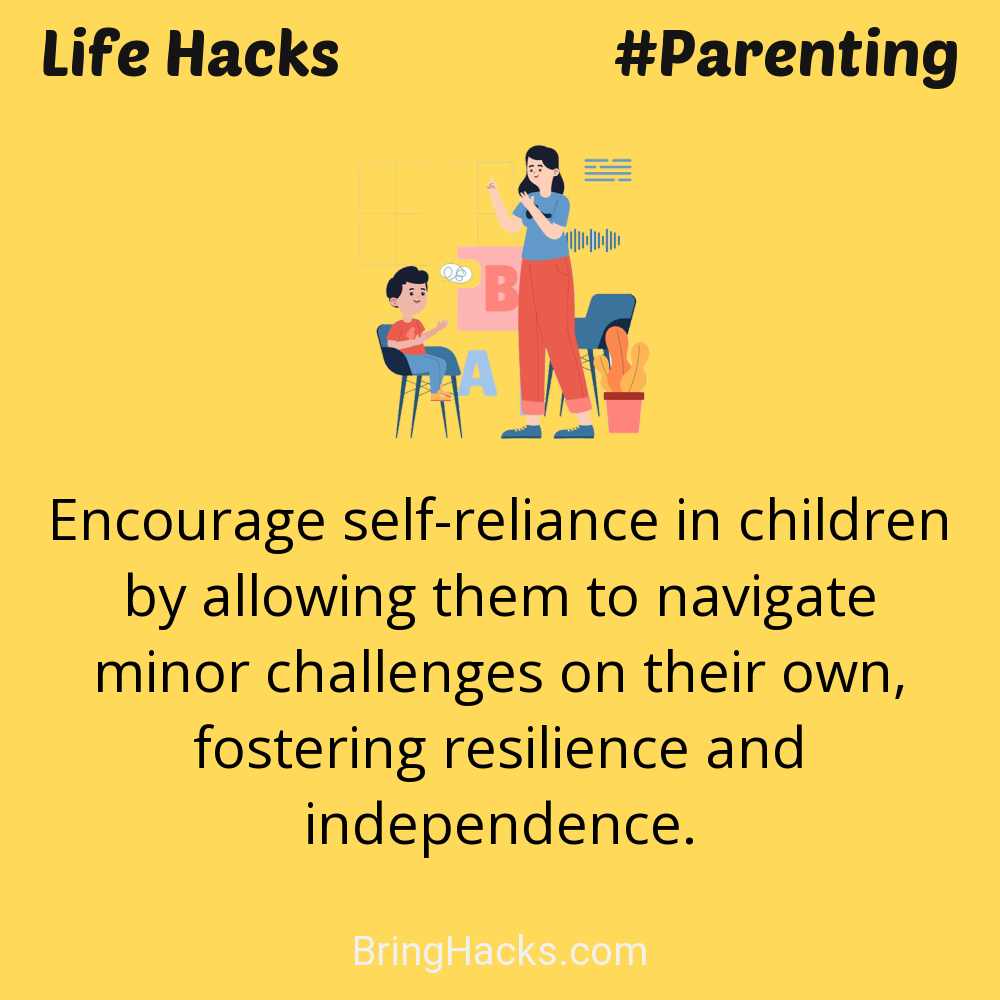 Life Hacks #Parenting
B
A
Encourage self-reliance in children
by allowing them to navigate
minor challenges on their own,
fostering resilience and
independence.
BringHacks.com